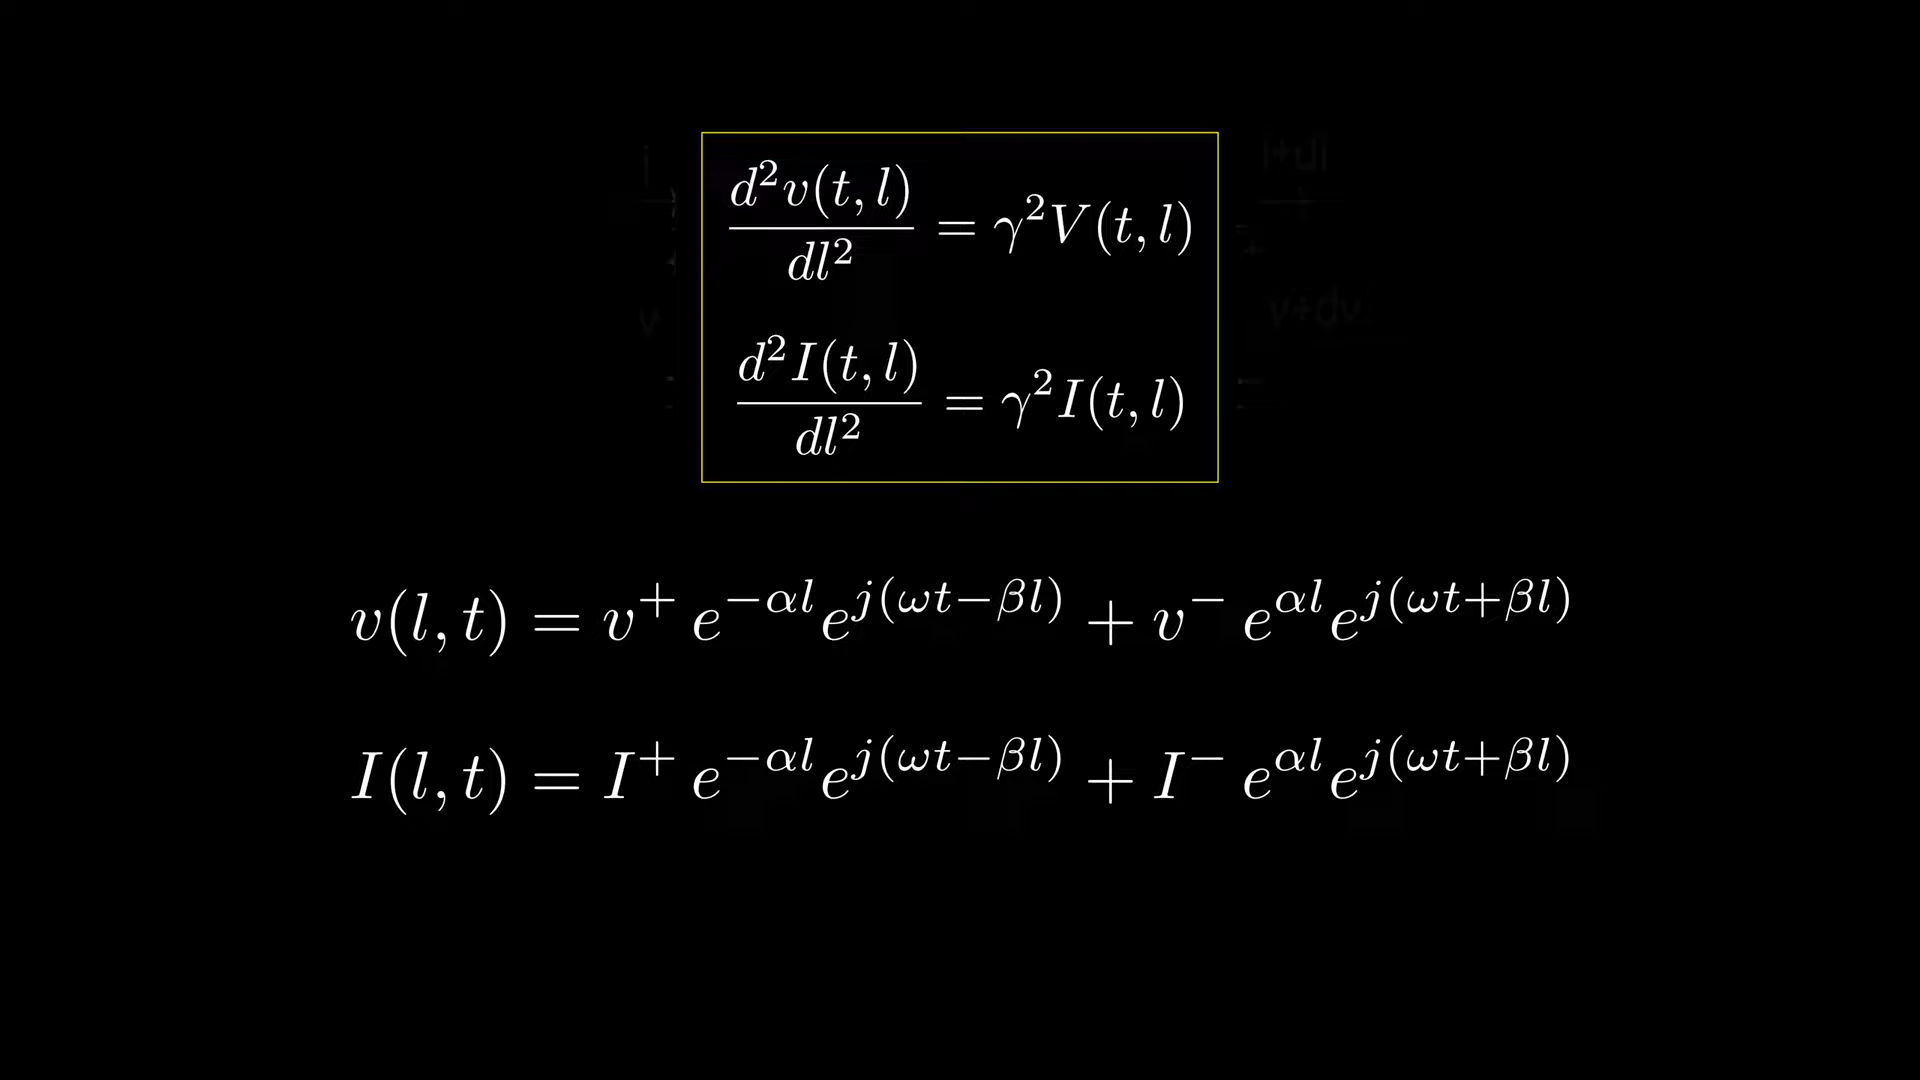 d²v(t, l)/dl² = γ²V(t, l)
d²I(t, l)/dl² = γ²I(t, l)
v(l, t) = v⁺ e^{−αl} e^{j(ωt−βl)} + v⁻ e^{αl} e^{j(ωt+βl)}
I(l, t) = I⁺ e^{−αl} e^{j(ωt−βl)} + I⁻ e^{αl} e^{j(ωt+βl)}